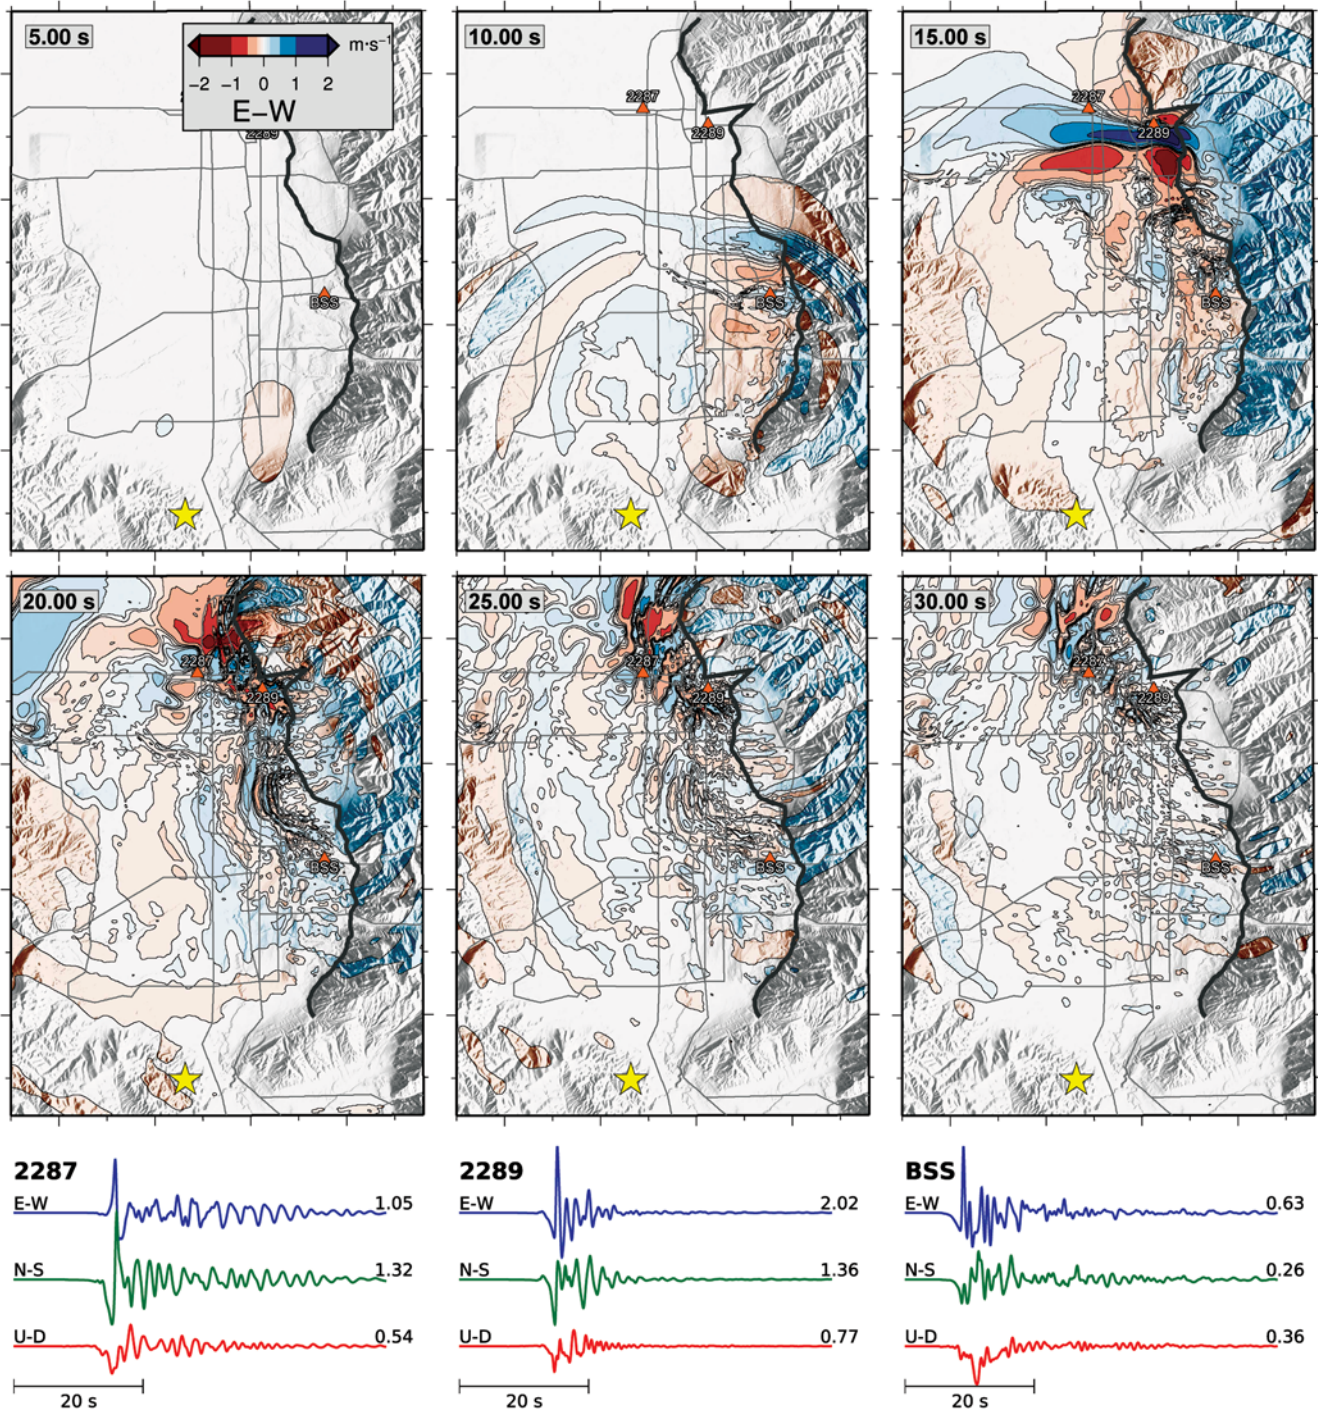 5.00 s
m·s⁻¹
−2 −1 0 1 2
E−W
2289
BSS
10.00 s
2287
2289
BSS
15.00 s
2287
2289
BSS
20.00 s
2287
2289
BSS
25.00 s
2287
2289
BSS
30.00 s
2287
2289
BSS
2287
E-W 1.05
N-S 1.32
U-D 0.54
20 s
2289
E-W 2.02
N-S 1.36
U-D 0.77
20 s
BSS
E-W 0.63
N-S 0.26
U-D 0.36
20 s